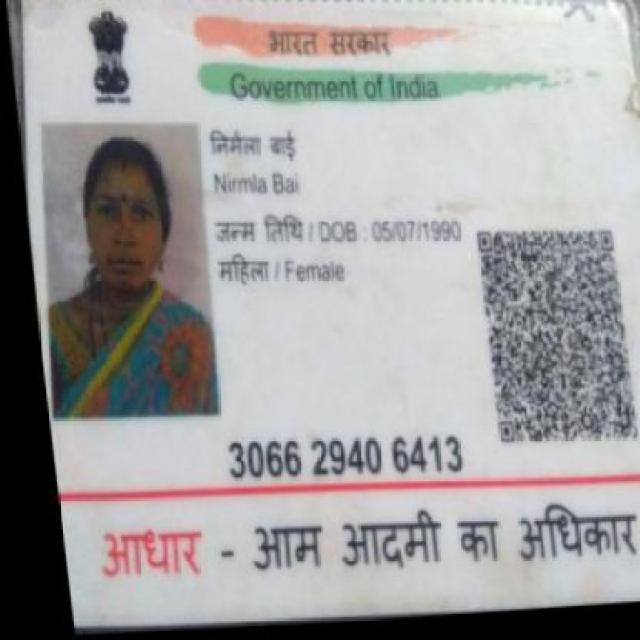 भारत सरकार
Government of India
निर्मला बाई
Nirmla Bai
जन्म तिथि / DOB : 05/07/1990
महिला / Female
3066 2940 6413
आधार - आम आदमी का अधिकार